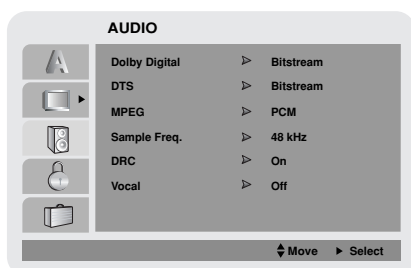 AUDIO
A
Dolby Digital Bitstream
DTS Bitstream
MPEG PCM
Sample Freq. 48 kHz
DRC On
Vocal Off
Move Select